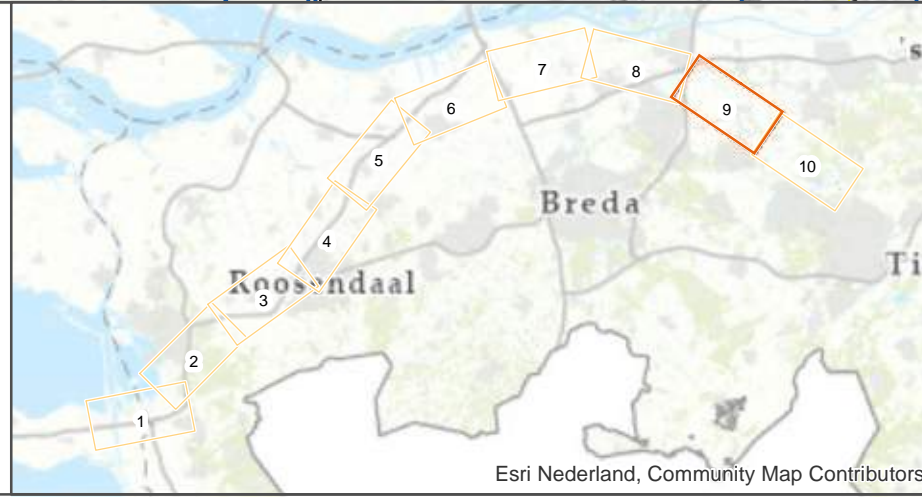 's
7
8
6
9
5
10
Breda
4
Ti
Roosendaal
3
2
1
Esri Nederland, Community Map Contributors